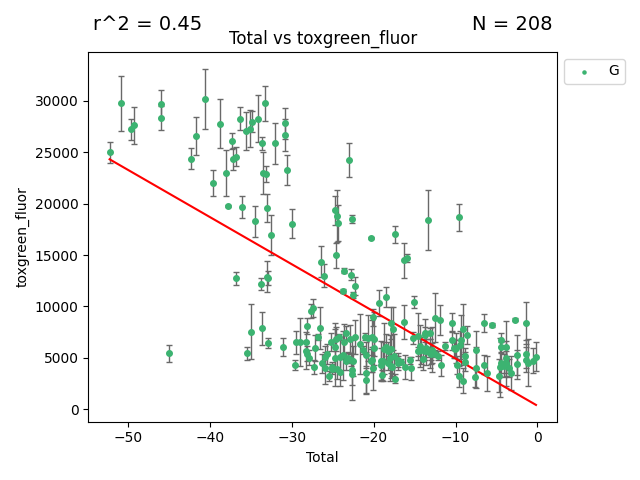 r^2 = 0.45 N = 208
Total vs toxgreen_fluor
G
toxgreen_fluor
30000
25000
20000
15000
10000
5000
0
−50 −40 −30 −20 −10 0
Total